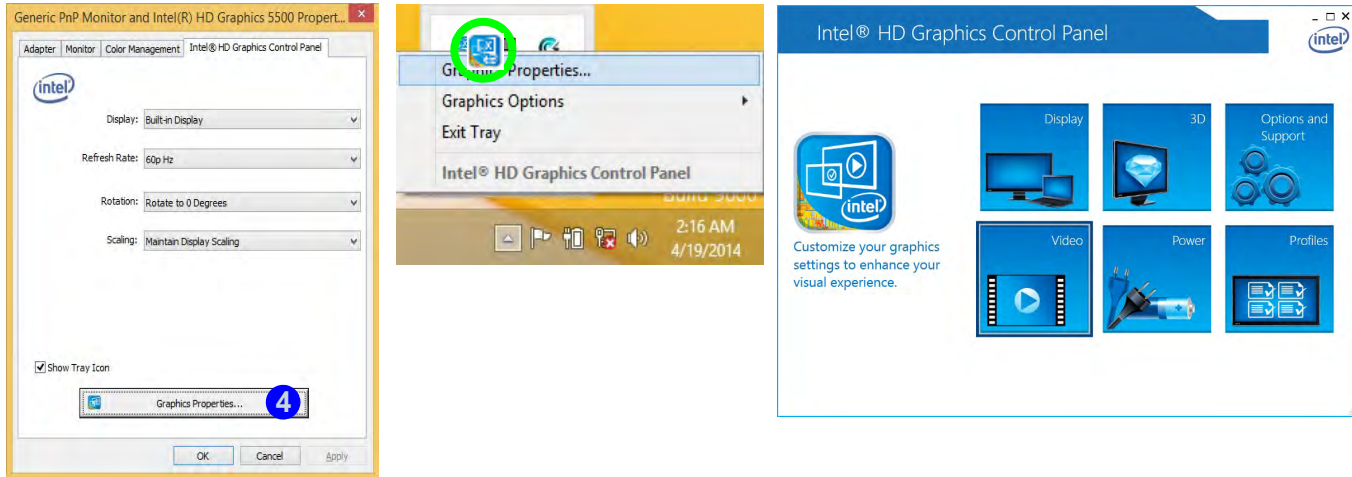 Generic PnP Monitor and Intel(R) HD Graphics 5500 Propert...
Adapter
Monitor
Color Management
Intel® HD Graphics Control Panel
intel
Display: Built-in Display
Refresh Rate: 60p Hz
Rotation: Rotate to 0 Degrees
Scaling: Maintain Display Scaling
Show Tray Icon
Graphics Properties...
4
OK
Cancel
Apply
Properties...
Graphics Options
Exit Tray
Intel® HD Graphics Control Panel
2:16 AM
4/19/2014
Intel® HD Graphics Control Panel
intel
intel
Customize your graphics
settings to enhance your
visual experience.
Display
3D
Options and
Support
Video
Power
Profiles